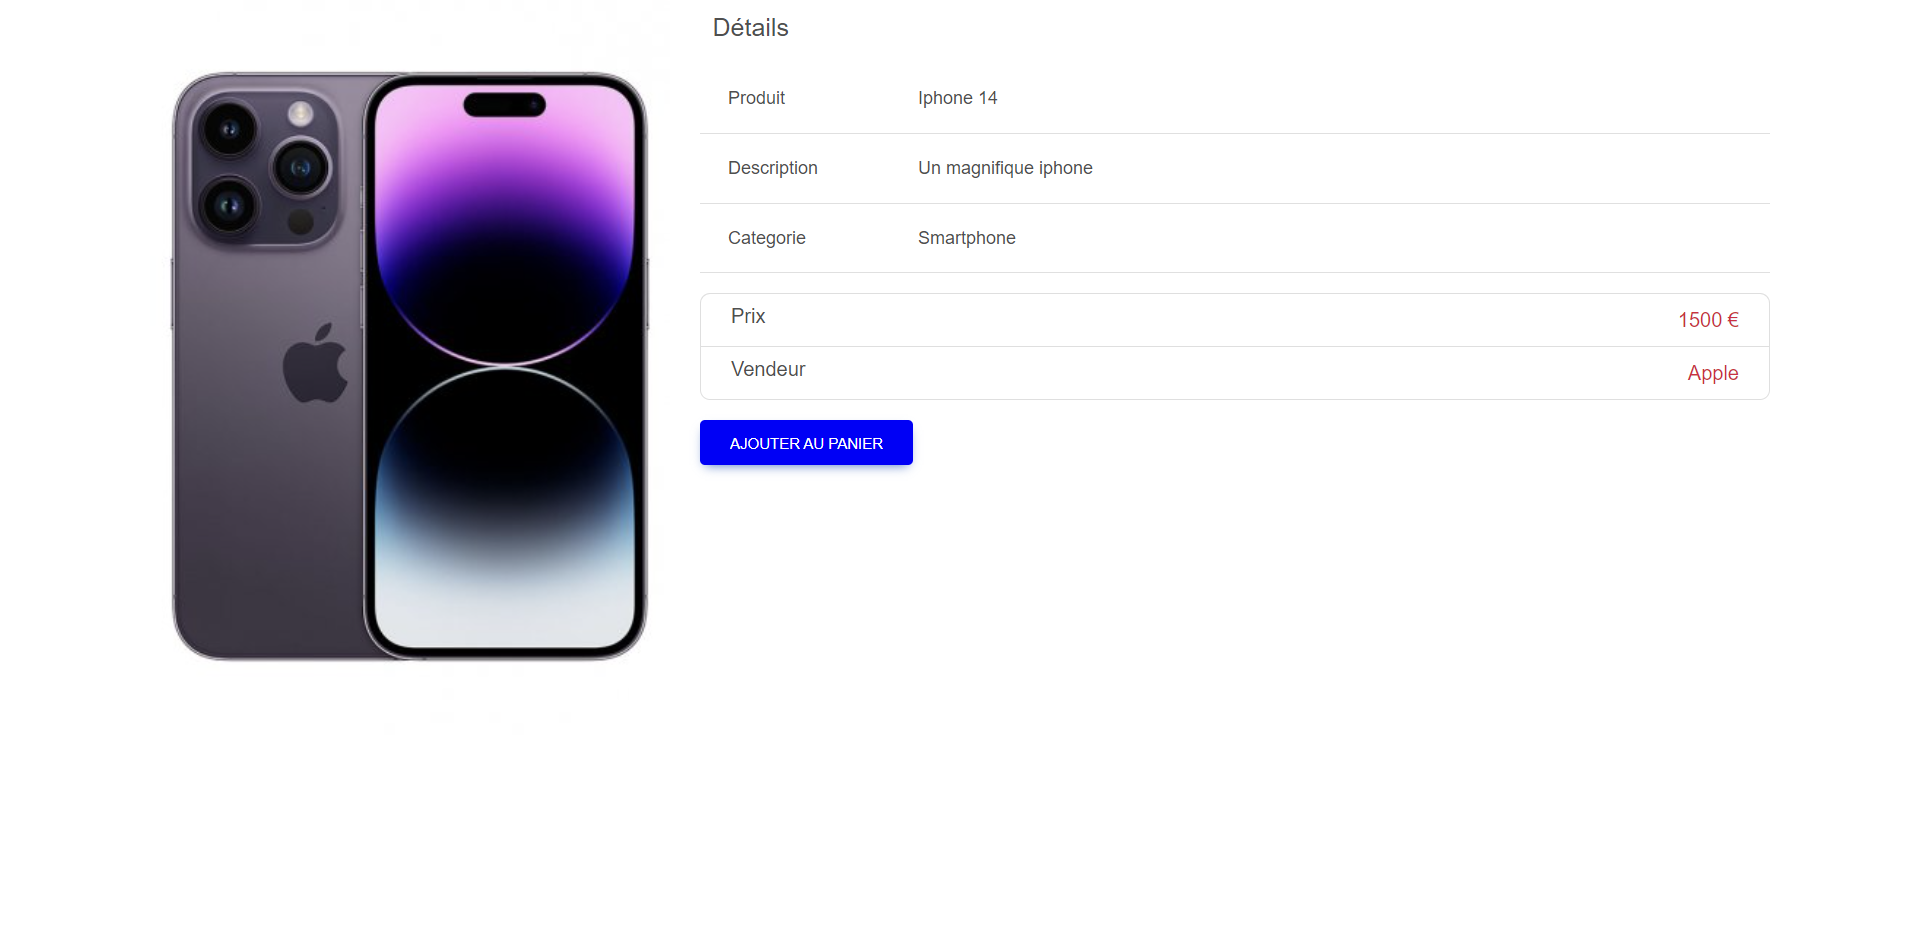 Détails
Produit Iphone 14
Description Un magnifique iphone
Categorie Smartphone
Prix 1500 €
Vendeur Apple
AJOUTER AU PANIER